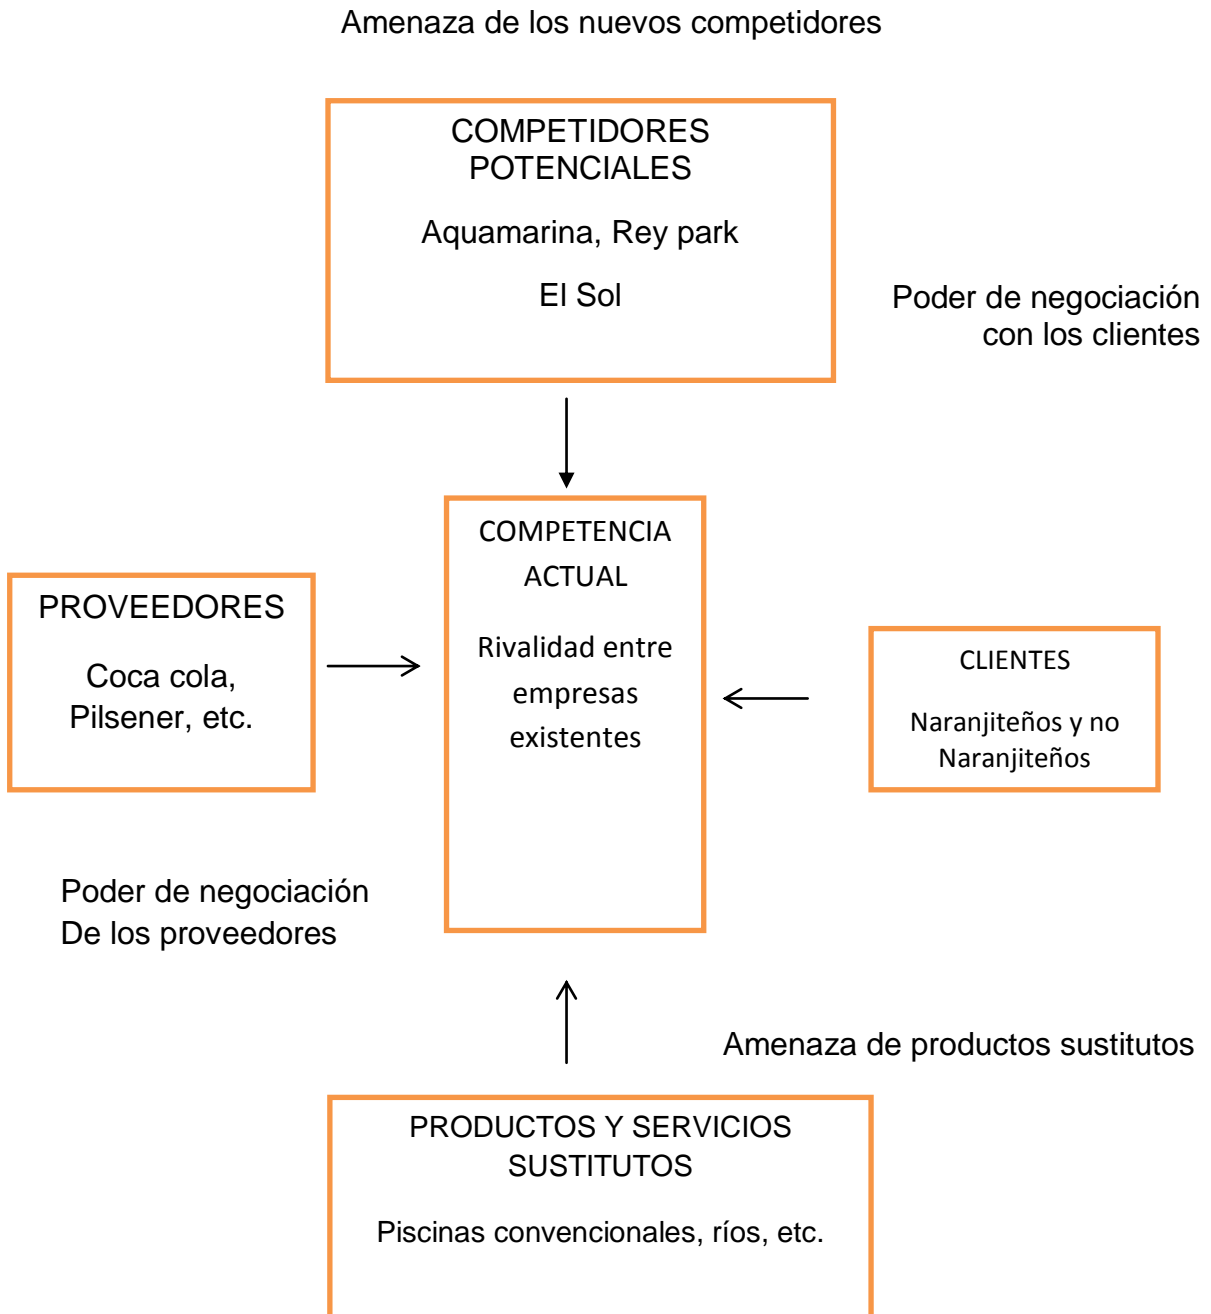 Amenaza de los nuevos competidores
COMPETIDORES
POTENCIALES
Aquamarina, Rey park
El Sol
Poder de negociación
con los clientes
COMPETENCIA
ACTUAL
Rivalidad entre
empresas
existentes
PROVEEDORES
Coca cola,
Pilsener, etc.
CLIENTES
Naranjiteños y no
Naranjiteños
Poder de negociación
De los proveedores
Amenaza de productos sustitutos
PRODUCTOS Y SERVICIOS
SUSTITUTOS
Piscinas convencionales, ríos, etc.